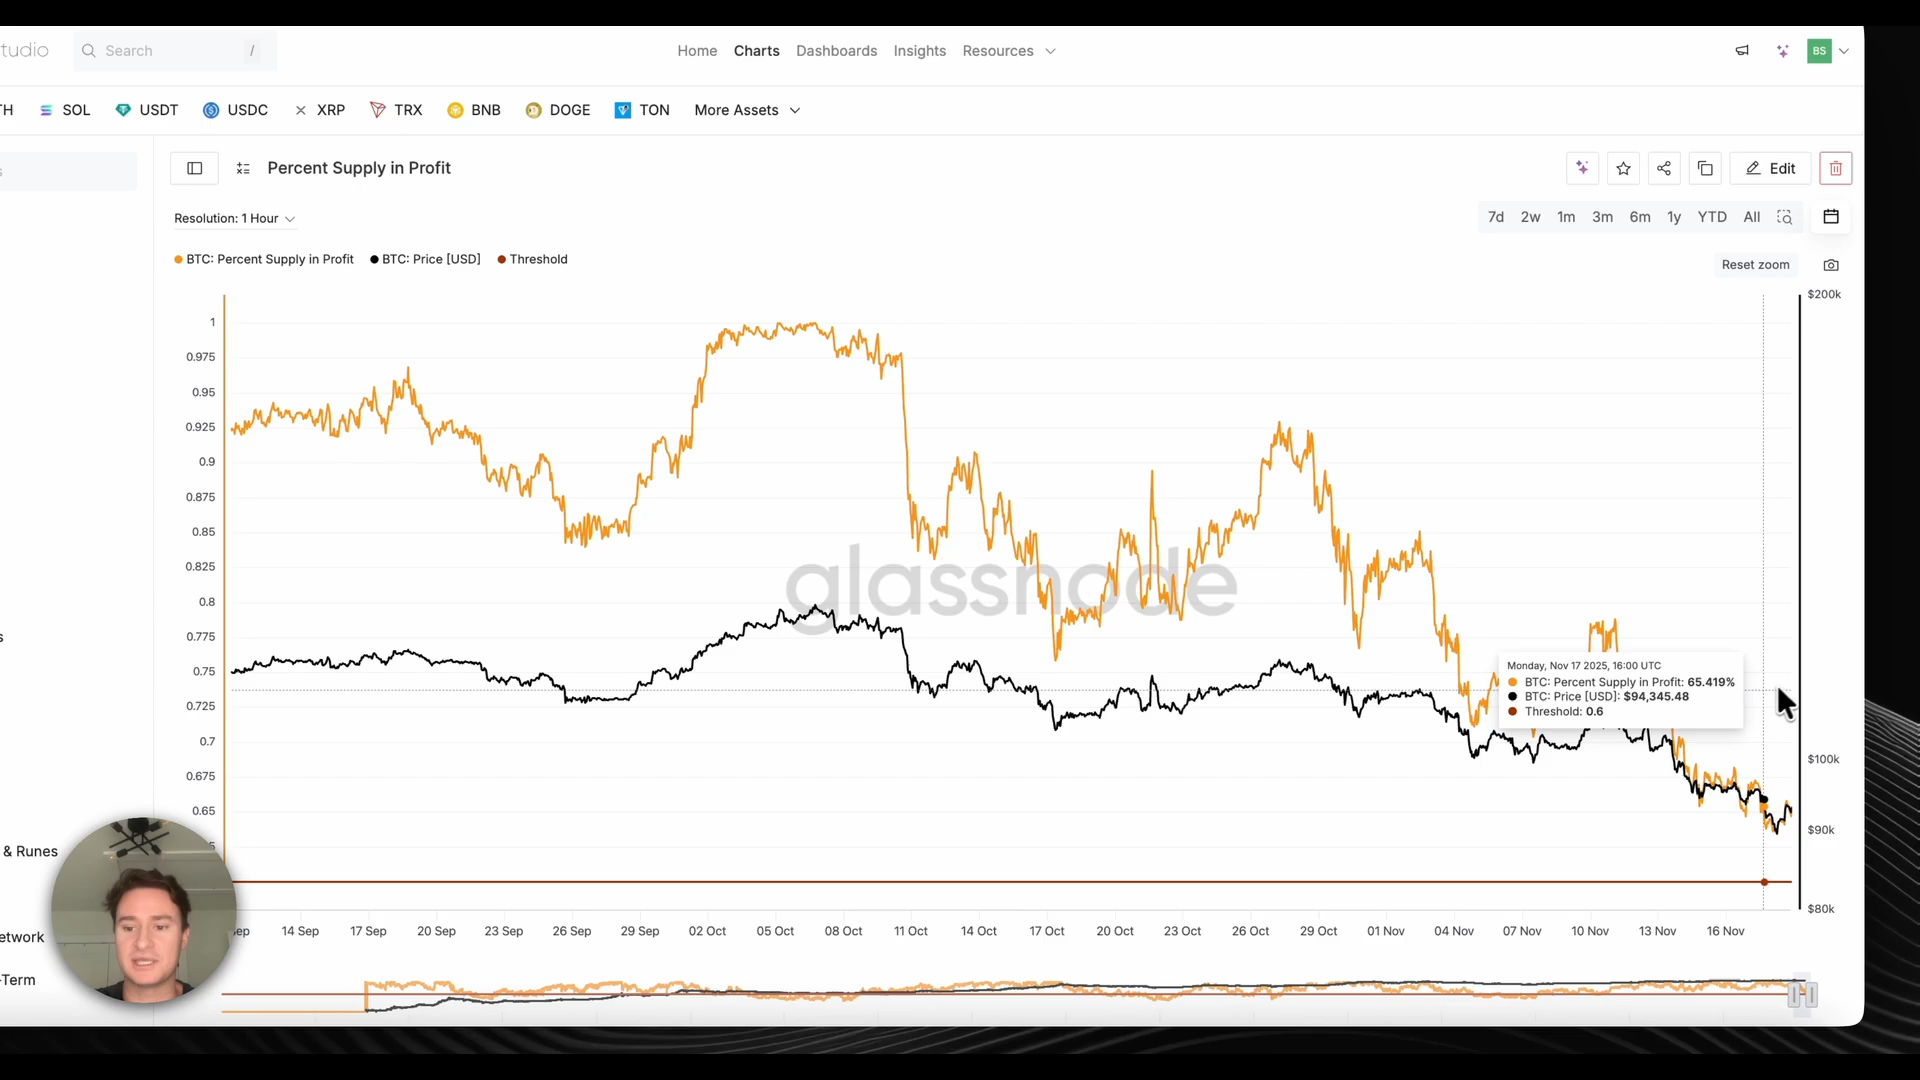 tudio
Search /
Home Charts Dashboards Insights Resources
BS
TH SOL USDT USDC XRP TRX BNB DOGE TON More Assets
s
Percent Supply in Profit
Edit
Resolution: 1 Hour
7d 2w 1m 3m 6m 1y YTD All
BTC: Percent Supply in Profit BTC: Price [USD] Threshold
Reset zoom
$200k
1
0.975
0.95
0.925
0.9
0.875
0.85
0.825
0.8
0.775
0.75
0.725
0.7
0.675
0.65
5
glassnode
Monday, Nov 17 2025, 16:00 UTC
BTC: Percent Supply in Profit: 65.419%
BTC: Price [USD]: $94,345.48
Threshold: 0.6
$100k
$90k
$80k
s
& Runes
etwork
-Term
ep 14 Sep 17 Sep 20 Sep 23 Sep 26 Sep 29 Sep 02 Oct 05 Oct 08 Oct 11 Oct 14 Oct 17 Oct 20 Oct 23 Oct 26 Oct 29 Oct 01 Nov 04 Nov 07 Nov 10 Nov 13 Nov 16 Nov